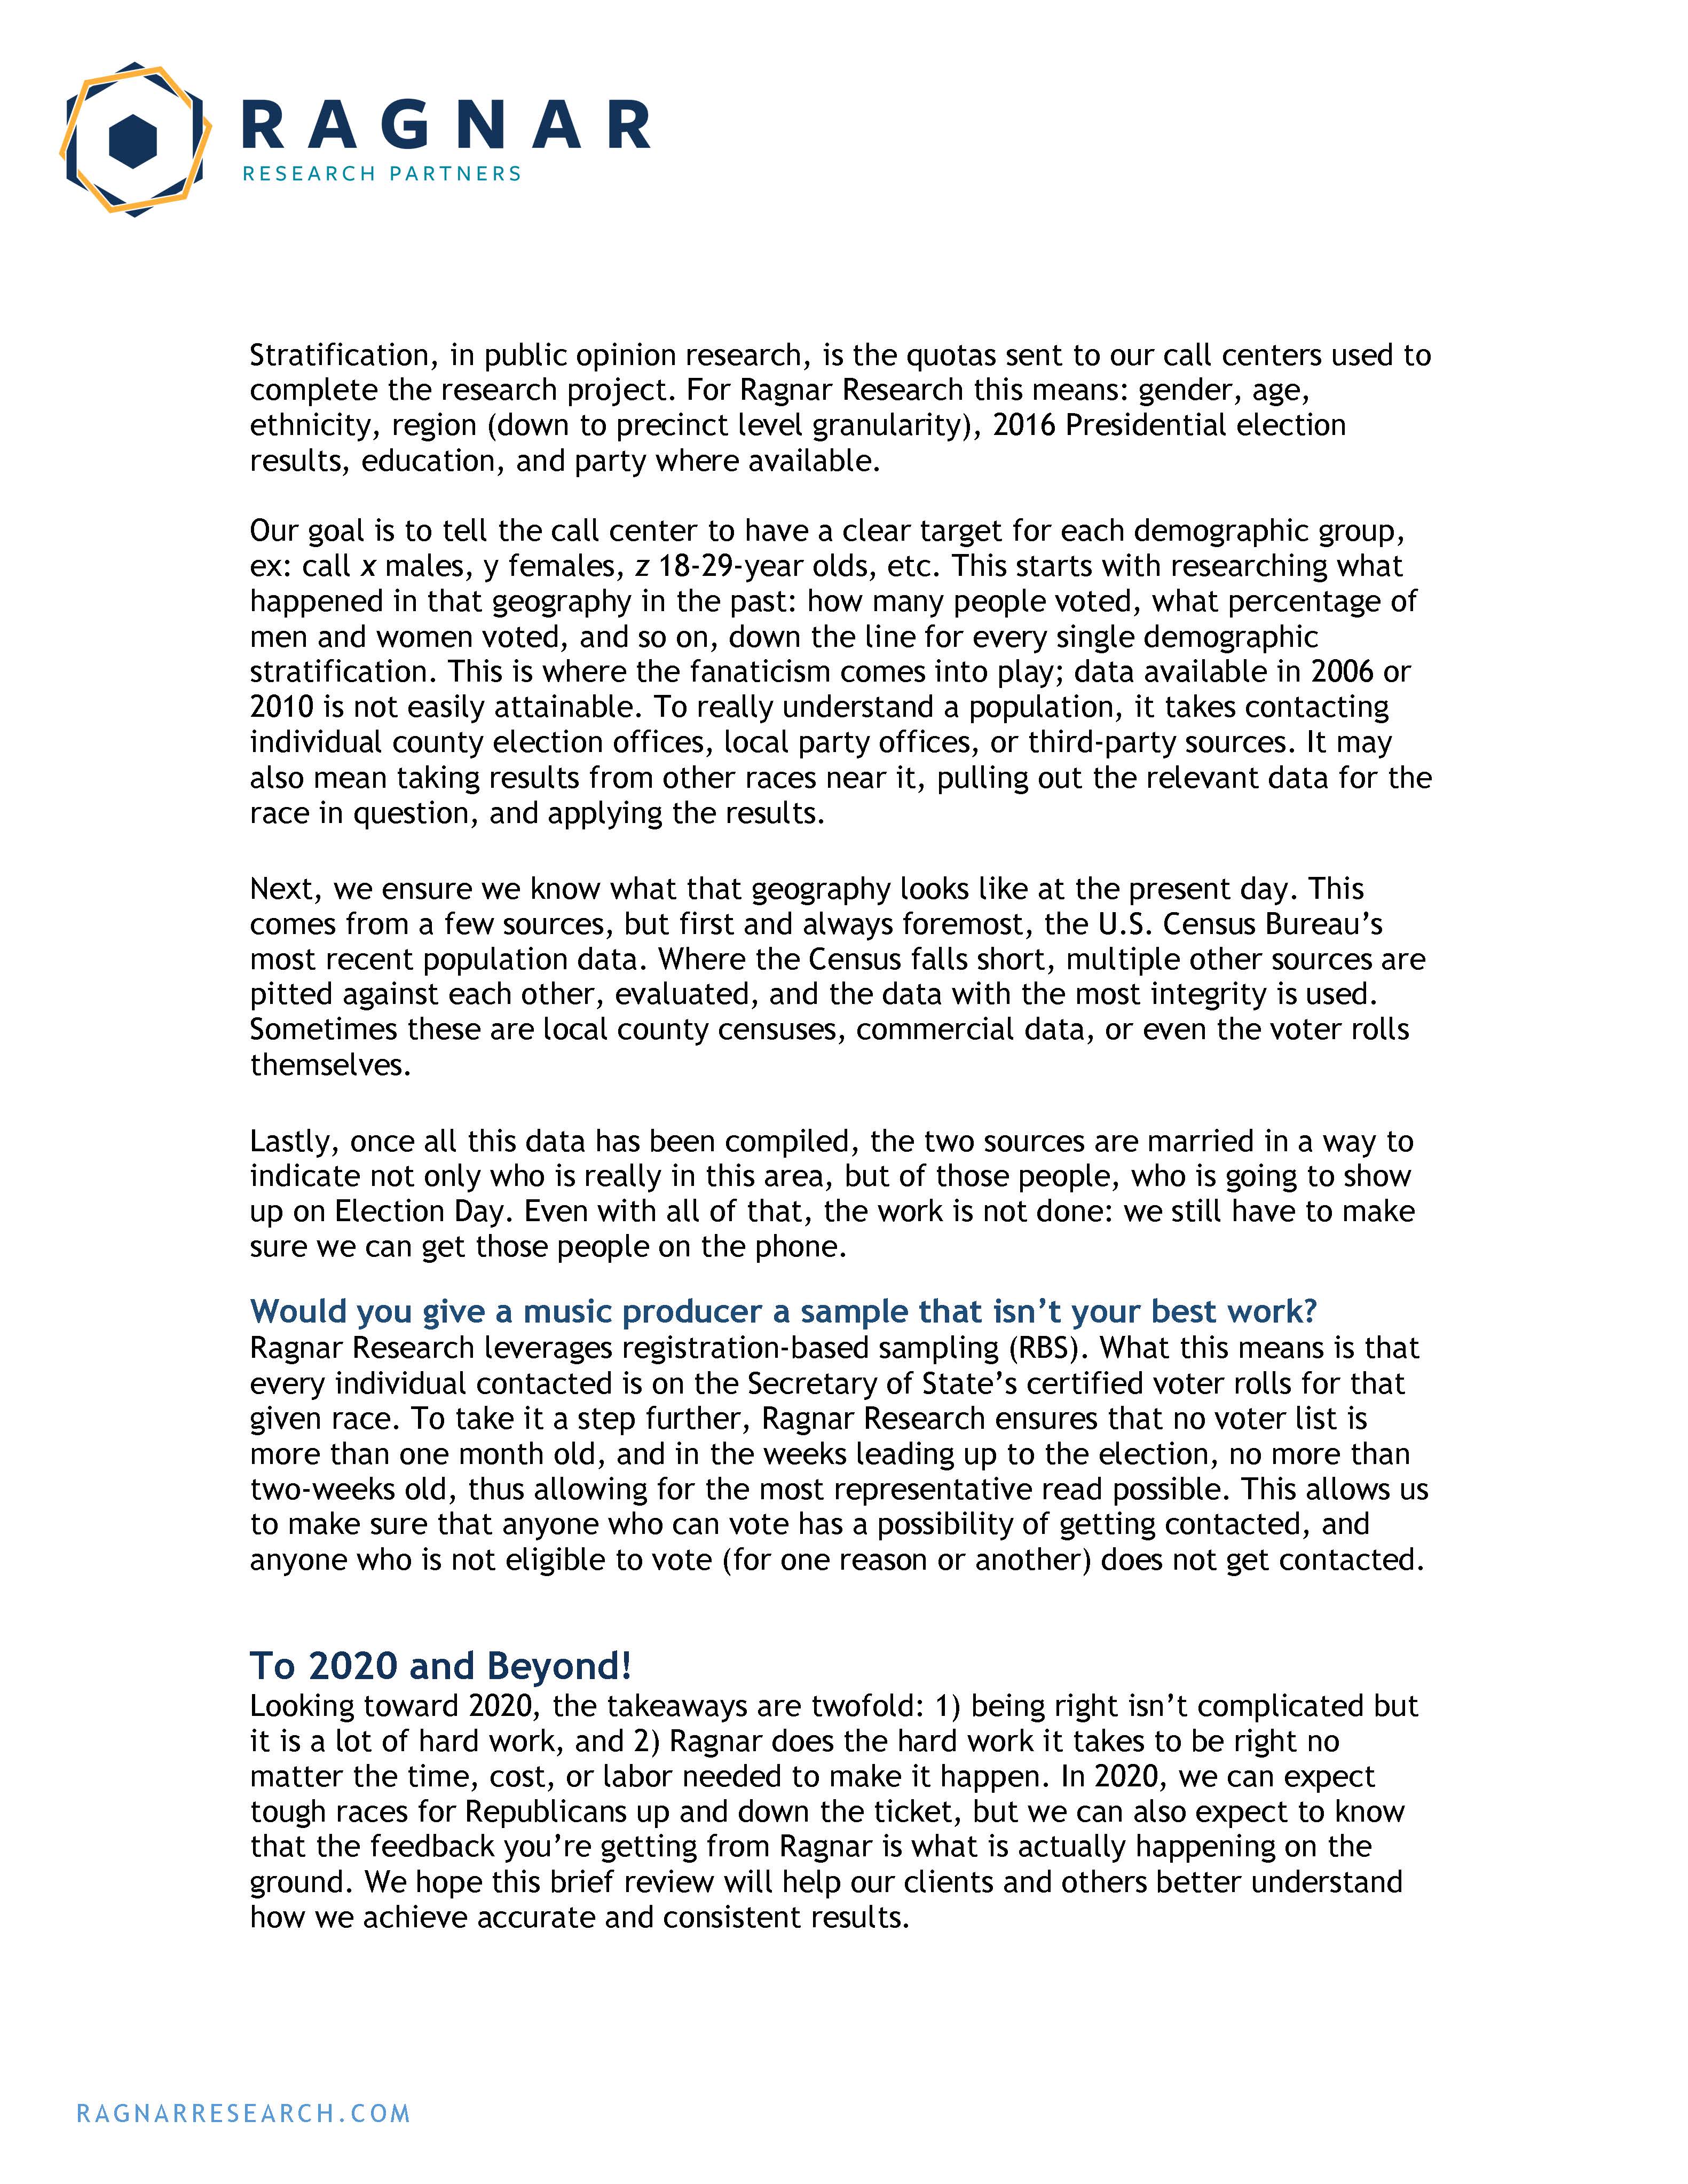 RAGNAR
RESEARCH PARTNERS
Stratification, in public opinion research, is the quotas sent to our call centers used to
complete the research project. For Ragnar Research this means: gender, age,
ethnicity, region (down to precinct level granularity), 2016 Presidential election
results, education, and party where available.
Our goal is to tell the call center to have a clear target for each demographic group,
ex: call x males, y females, z 18-29-year olds, etc. This starts with researching what
happened in that geography in the past: how many people voted, what percentage of
men and women voted, and so on, down the line for every single demographic
stratification. This is where the fanaticism comes into play; data available in 2006 or
2010 is not easily attainable. To really understand a population, it takes contacting
individual county election offices, local party offices, or third-party sources. It may
also mean taking results from other races near it, pulling out the relevant data for the
race in question, and applying the results.
Next, we ensure we know what that geography looks like at the present day. This
comes from a few sources, but first and always foremost, the U.S. Census Bureau’s
most recent population data. Where the Census falls short, multiple other sources are
pitted against each other, evaluated, and the data with the most integrity is used.
Sometimes these are local county censuses, commercial data, or even the voter rolls
themselves.
Lastly, once all this data has been compiled, the two sources are married in a way to
indicate not only who is really in this area, but of those people, who is going to show
up on Election Day. Even with all of that, the work is not done: we still have to make
sure we can get those people on the phone.
Would you give a music producer a sample that isn’t your best work?
Ragnar Research leverages registration-based sampling (RBS). What this means is that
every individual contacted is on the Secretary of State’s certified voter rolls for that
given race. To take it a step further, Ragnar Research ensures that no voter list is
more than one month old, and in the weeks leading up to the election, no more than
two-weeks old, thus allowing for the most representative read possible. This allows us
to make sure that anyone who can vote has a possibility of getting contacted, and
anyone who is not eligible to vote (for one reason or another) does not get contacted.
To 2020 and Beyond!
Looking toward 2020, the takeaways are twofold: 1) being right isn’t complicated but
it is a lot of hard work, and 2) Ragnar does the hard work it takes to be right no
matter the time, cost, or labor needed to make it happen. In 2020, we can expect
tough races for Republicans up and down the ticket, but we can also expect to know
that the feedback you’re getting from Ragnar is what is actually happening on the
ground. We hope this brief review will help our clients and others better understand
how we achieve accurate and consistent results.
RAGNARRESEARCH.COM